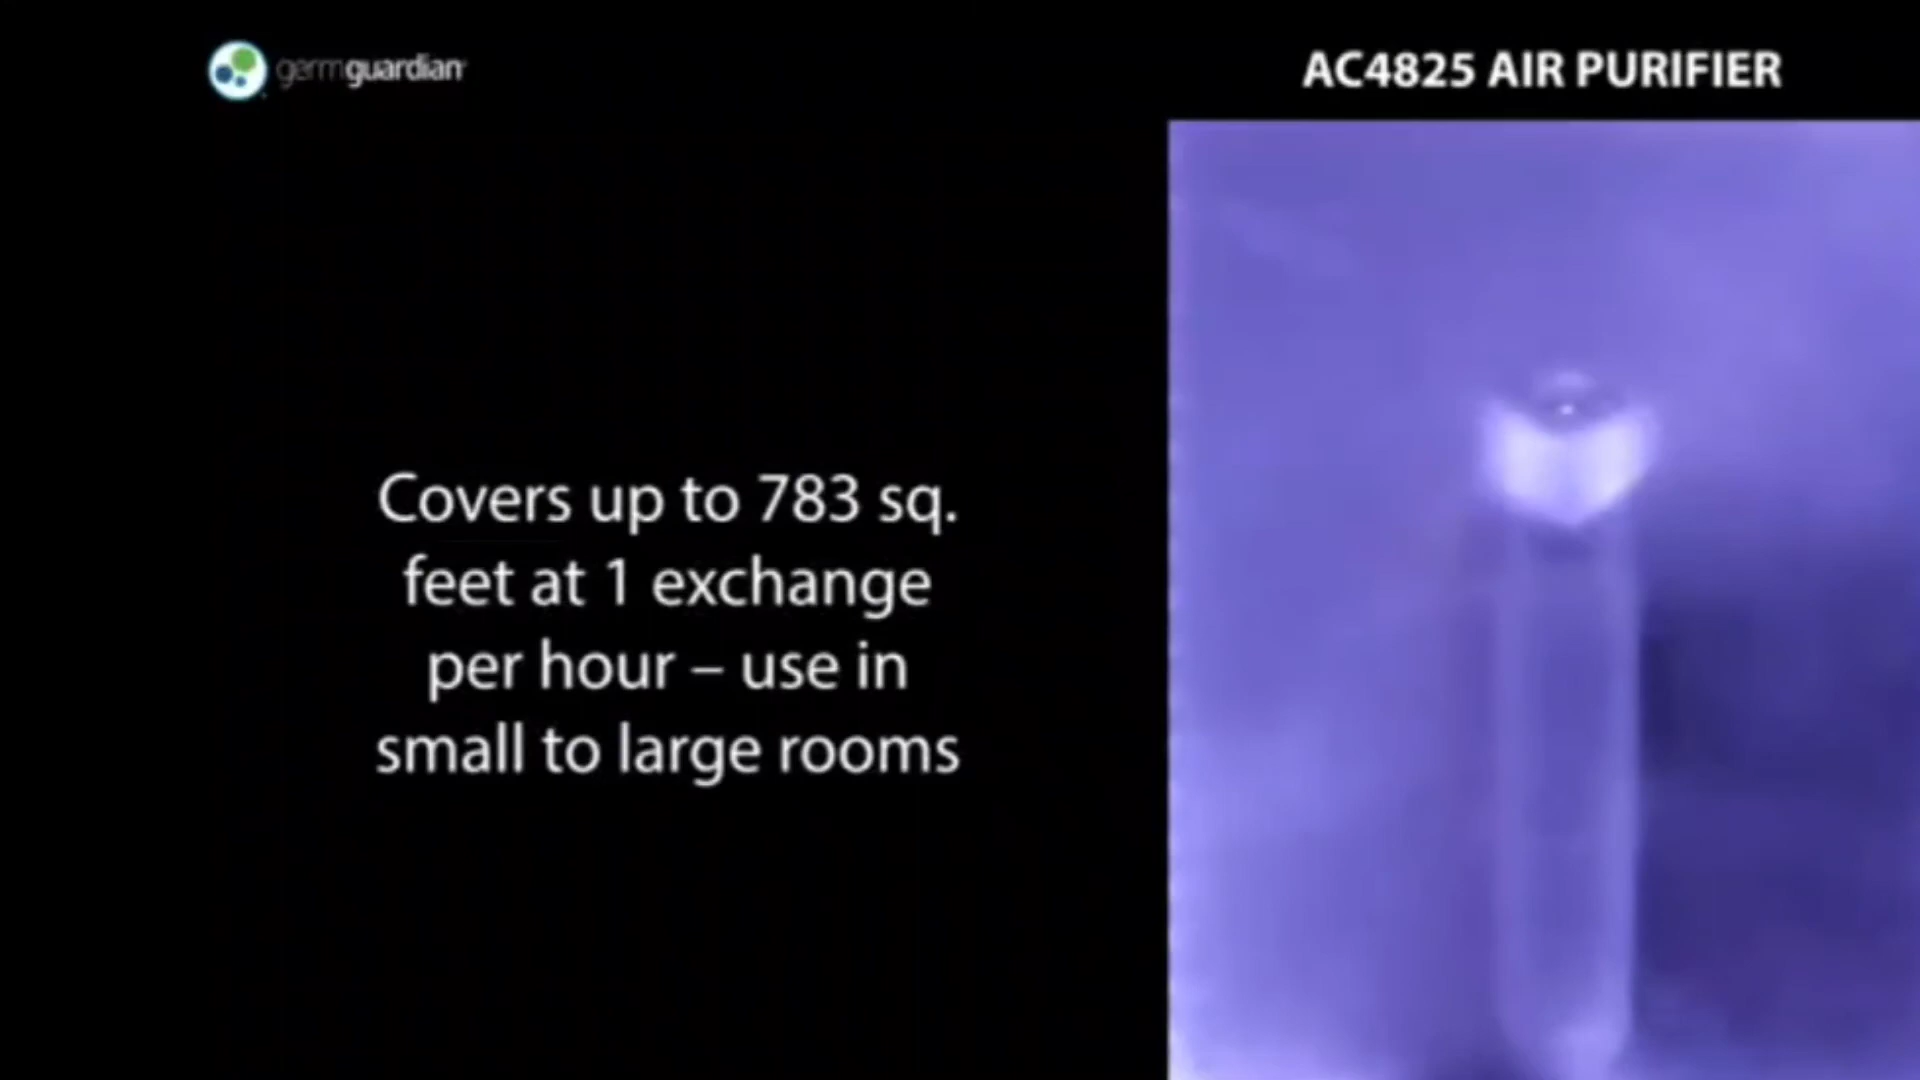 germguardian
AC4825 AIR PURIFIER
Covers up to 783 sq.
feet at 1 exchange
per hour – use in
small to large rooms